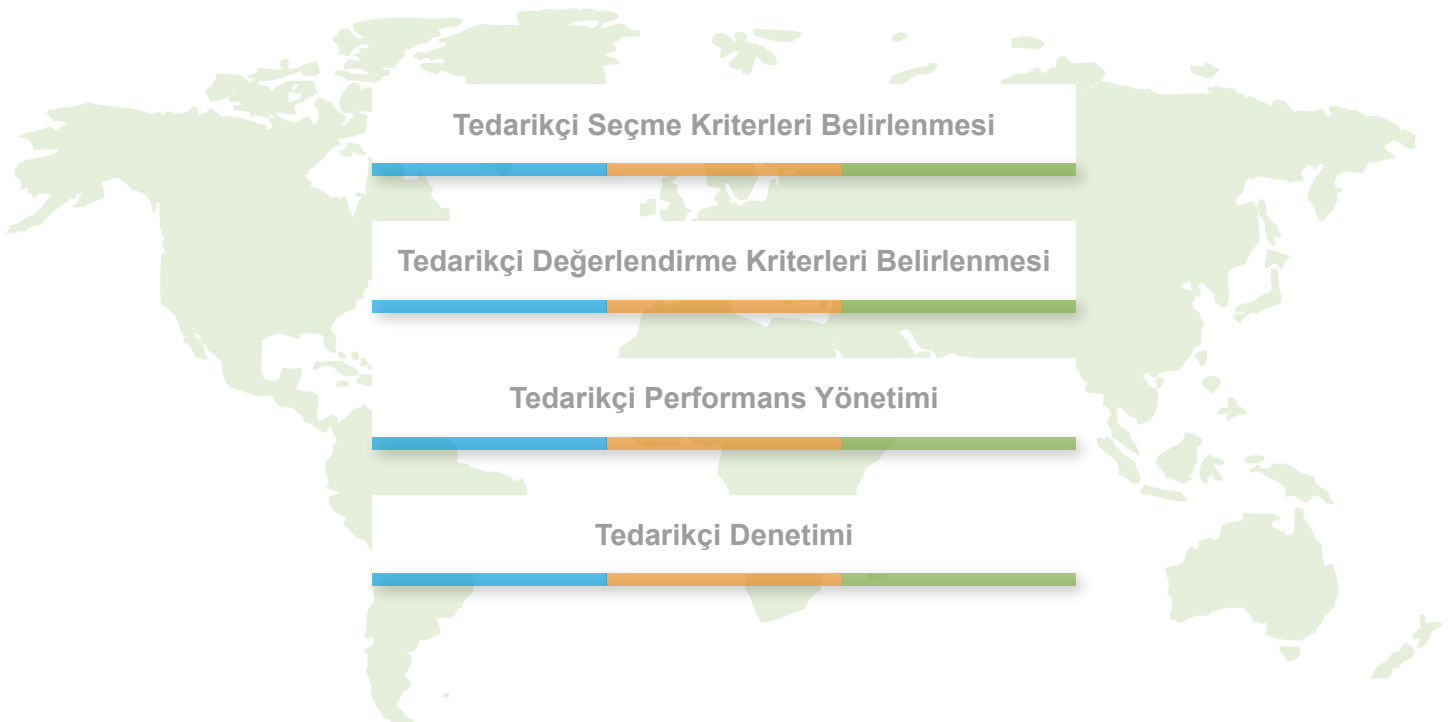 Tedarikçi Seçme Kriterleri Belirlenmesi
Tedarikçi Değerlendirme Kriterleri Belirlenmesi
Tedarikçi Performans Yönetimi
Tedarikçi Denetimi